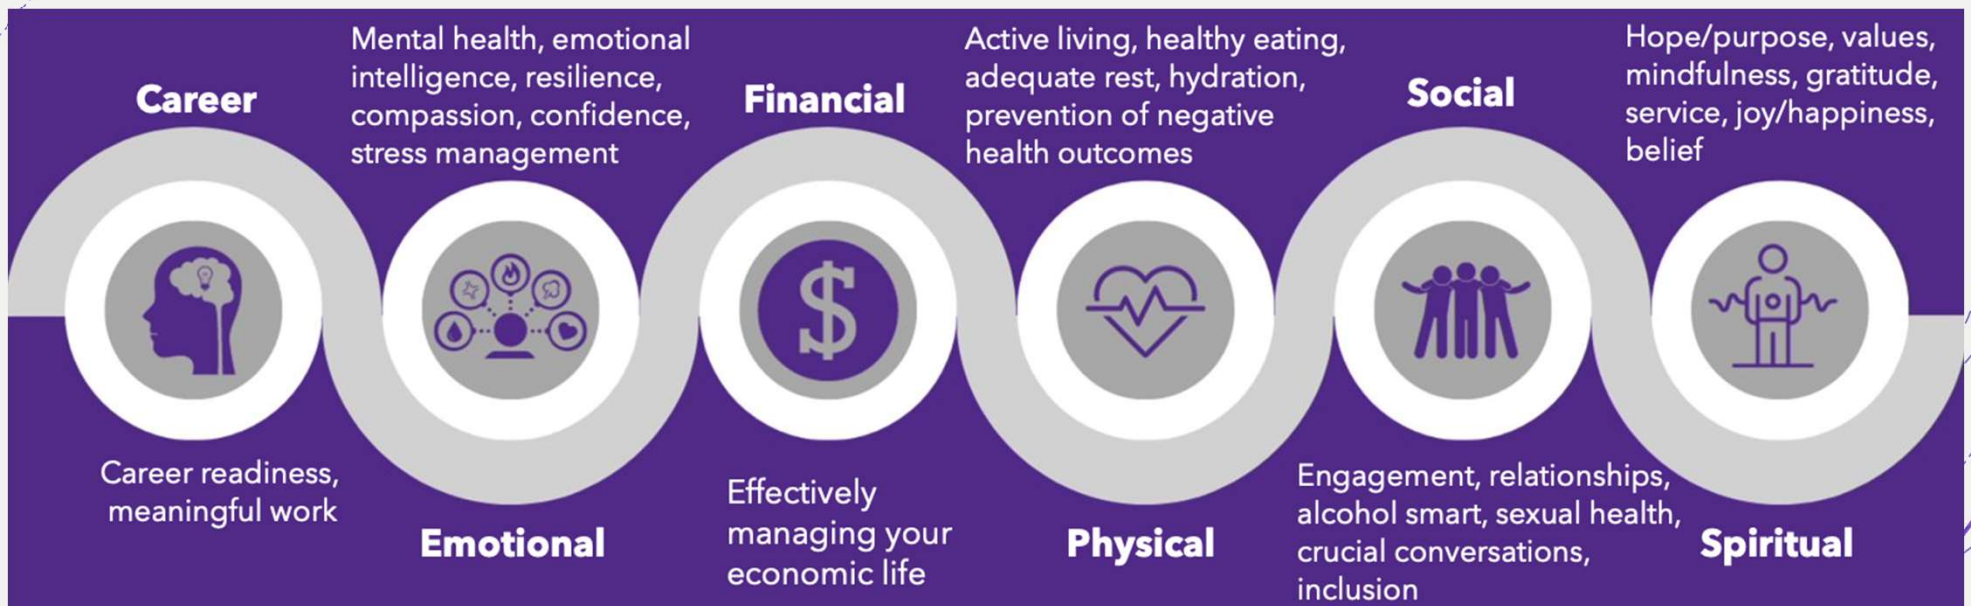 Career
Career readiness,
meaningful work
Mental health, emotional
intelligence, resilience,
compassion, confidence,
stress management
Emotional
Financial
$
Effectively
managing your
economic life
Active living, healthy eating,
adequate rest, hydration,
prevention of negative
health outcomes
Physical
Social
Engagement, relationships,
alcohol smart, sexual health,
crucial conversations,
inclusion
Hope/purpose, values,
mindfulness, gratitude,
service, joy/happiness,
belief
Spiritual